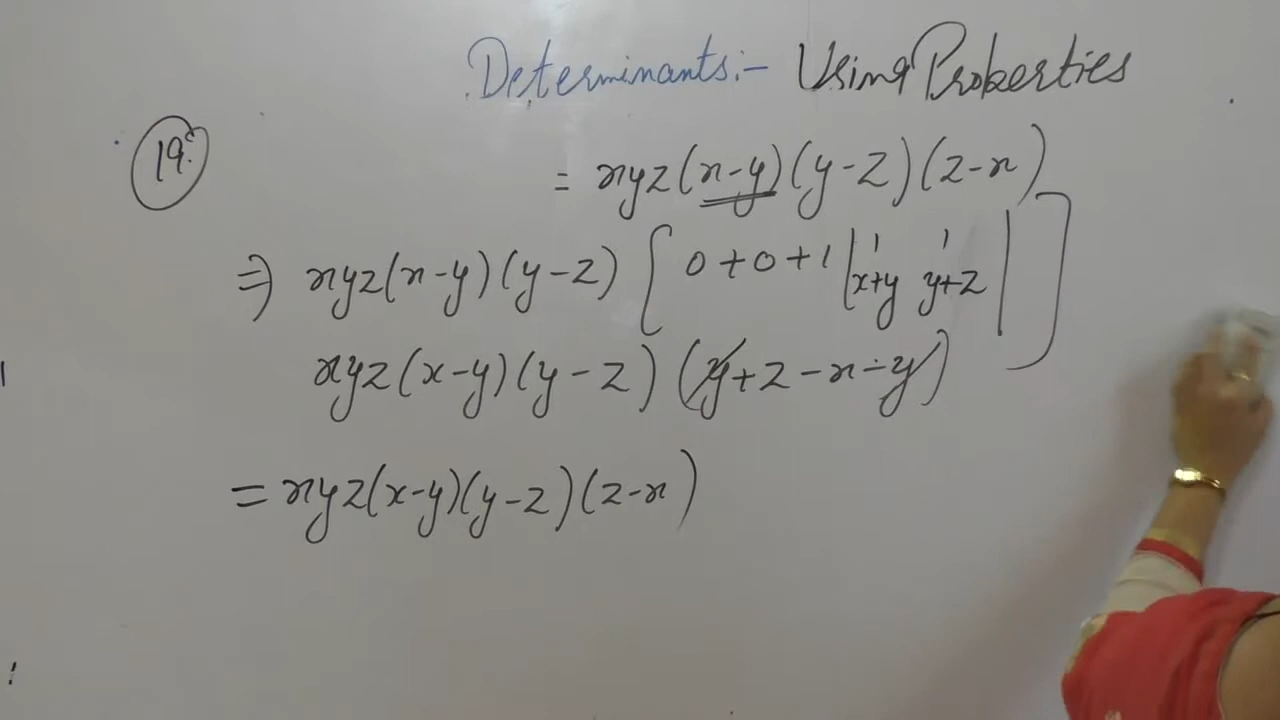 Determinants:- Using Properties
19.
= xyz(x-y)(y-z)(z-x)
⇒ xyz(x-y)(y-z) [ 0+0+1 | 1 1 |
x+y y+z | ]
xyz(x-y)(y-z) (y+z-x-y)
= xyz(x-y)(y-z)(z-x)